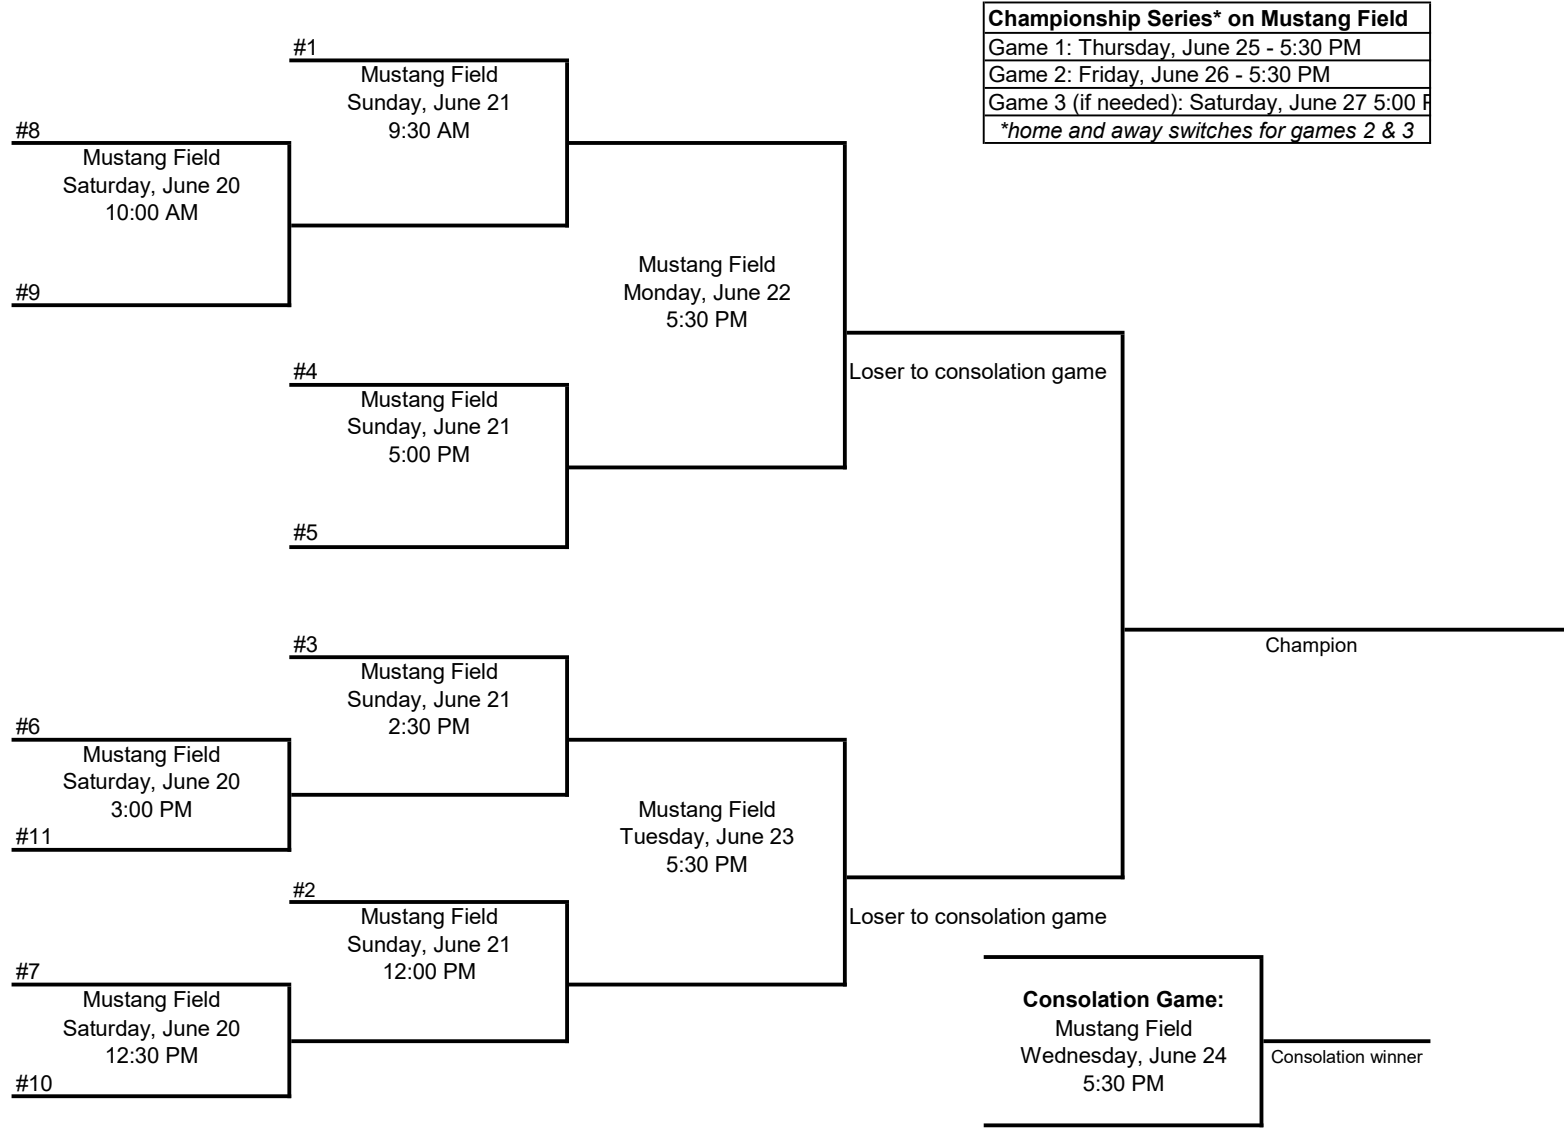 Championship Series* on Mustang Field
Game 1: Thursday, June 25 - 5:30 PM
Game 2: Friday, June 26 - 5:30 PM
Game 3 (if needed): Saturday, June 27 5:00
*home and away switches for games 2 & 3
#1
Mustang Field
Sunday, June 21
9:30 AM
#8
Mustang Field
Saturday, June 20
10:00 AM
#9
Mustang Field
Monday, June 22
5:30 PM
Loser to consolation game
#4
Mustang Field
Sunday, June 21
5:00 PM
#5
Champion
#3
Mustang Field
Sunday, June 21
2:30 PM
#6
Mustang Field
Saturday, June 20
3:00 PM
#11
Mustang Field
Tuesday, June 23
5:30 PM
Loser to consolation game
#2
Mustang Field
Sunday, June 21
12:00 PM
#7
Mustang Field
Saturday, June 20
12:30 PM
#10
Consolation Game:
Mustang Field
Wednesday, June 24
5:30 PM
Consolation winner